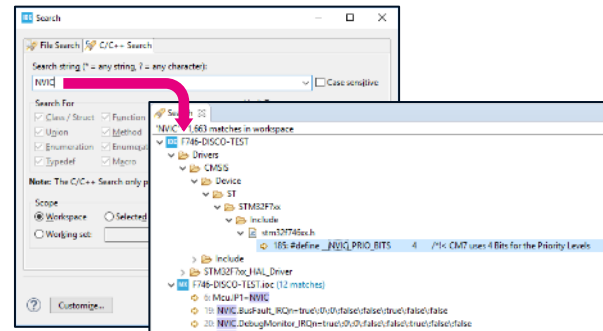 IDE Search
File Search C/C++ Search
Search string (* = any string, ? = any character):
NVIC
Case sensitive
Search For
Class / Struct Function
Union Method
Enumeration
Typedef Macro
Note: The C/C++ Search only
Scope
Workspace Selected
Working set:
? Customize...
Search
1,663 matches in workspace
IDE F746-DISCO-TEST
Drivers
CMSIS
Device
ST
STM32F7xx
Include
stm32f746xx.h
185: #define __NVIC_PRIO_BITS 4 /*!< CM7 uses 4 Bits for the Priority Levels
Include
STM32F7xx_HAL_Driver
F746-DISCO-TEST.ioc (12 matches)
6: Mcu.IP1=NVIC
19: NVIC.BusFault_IRQn=true\:0\:0\:false\:false\:true\:false\:false
20: NVIC.DebugMonitor_IRQn=true\:0\:0\:false\:false\:true\:false\:false